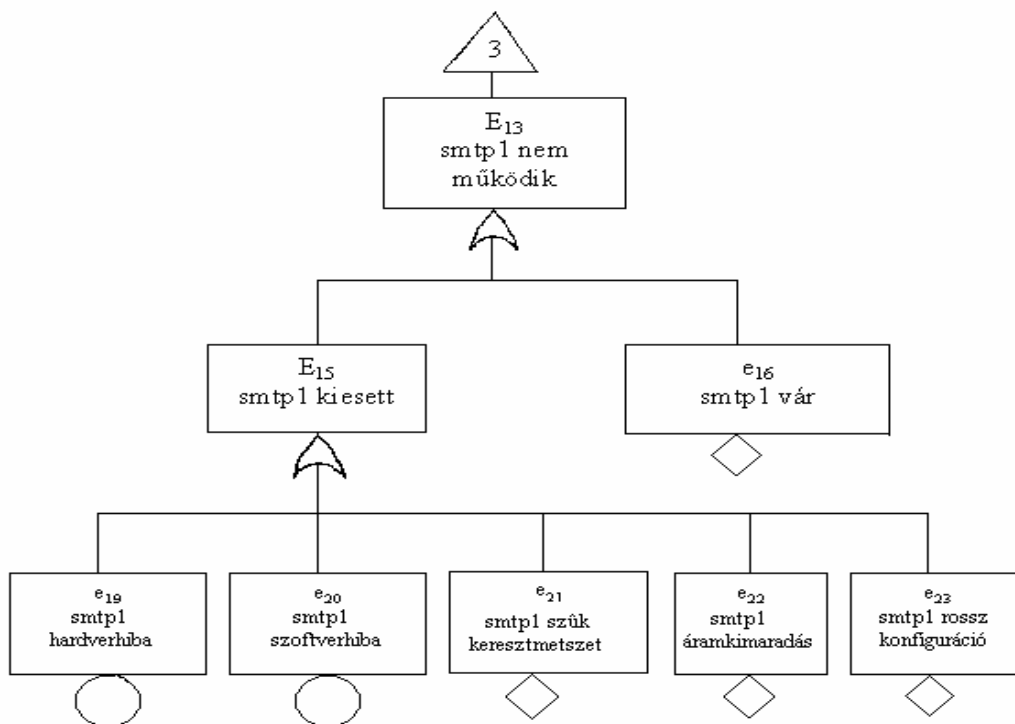 3
E13
smtp1 nem
működik
E15
smtp1 kiesett
e16
smtp1 vár
e19
smtp1
hardverhiba
e20
smtp1
szoftverhiba
e21
smtp1 szûk
keresztmetszet
e22
smtp1
áramkimaradás
e23
smtp1 rossz
konfiguráció